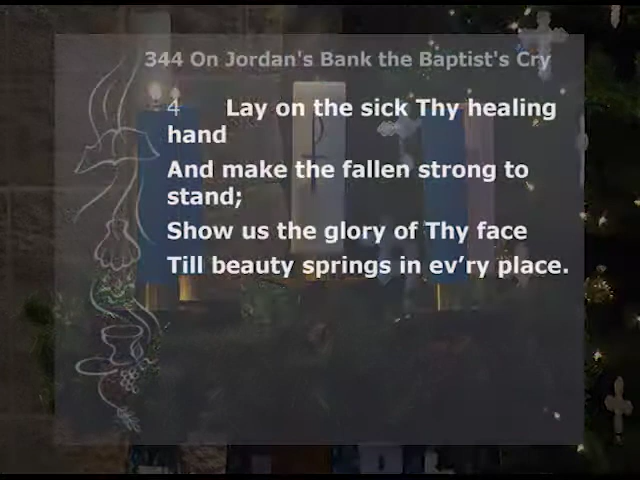 344 On Jordan's Bank the Baptist's Cry
4 Lay on the sick Thy healing
hand
And make the fallen strong to
stand;
Show us the glory of Thy face
Till beauty springs in ev’ry place.